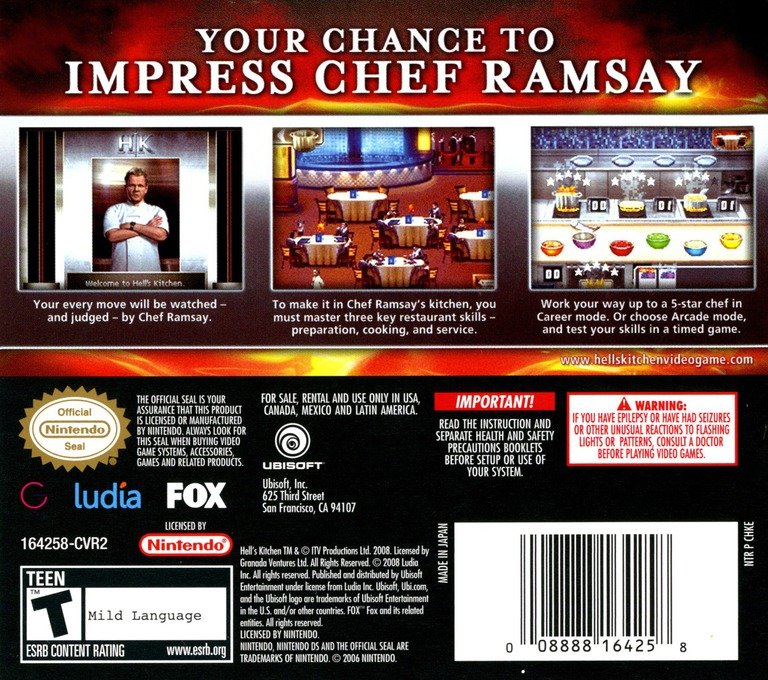 YOUR CHANCE TO
IMPRESS CHEF RAMSAY
HK
Welcome to Hell's Kitchen.
Your every move will be watched –
and judged – by Chef Ramsay.
To make it in Chef Ramsay's kitchen, you
must master three key restaurant skills –
preparation, cooking, and service.
Work your way up to a 5-star chef in
Career mode. Or choose Arcade mode,
and test your skills in a timed game.
www.hellskitchenvideogame.com
Official
Nintendo
Seal
THE OFFICIAL SEAL IS YOUR
ASSURANCE THAT THIS PRODUCT
IS LICENSED OR MANUFACTURED
BY NINTENDO. ALWAYS LOOK FOR
THIS SEAL WHEN BUYING VIDEO
GAME SYSTEMS, ACCESSORIES,
GAMES AND RELATED PRODUCTS.
FOR SALE, RENTAL AND USE ONLY IN USA,
CANADA, MEXICO AND LATIN AMERICA.
UBISOFT
Ubisoft, Inc.
625 Third Street
San Francisco, CA 94107
IMPORTANT!
READ THE INSTRUCTION AND
SEPARATE HEALTH AND SAFETY
PRECAUTIONS BOOKLETS
BEFORE SETUP OR USE OF
YOUR SYSTEM.
WARNING:
IF YOU HAVE EPILEPSY OR HAVE HAD SEIZURES
OR OTHER UNUSUAL REACTIONS TO FLASHING
LIGHTS OR PATTERNS, CONSULT A DOCTOR
BEFORE PLAYING VIDEO GAMES.
ludia
FOX
164258-CVR2
LICENSED BY
Nintendo®
TEEN
T
TM
Mild Language
ESRB CONTENT RATING
www.esrb.org
Hell's Kitchen TM & © ITV Productions Ltd. 2008. Licensed by
Granada Ventures Ltd. All Rights Reserved. © 2008 Ludia
Inc. All rights reserved. Published and distributed by Ubisoft
Entertainment under license from Ludia Inc. Ubisoft, Ubi.com,
and the Ubisoft logo are trademarks of Ubisoft Entertainment
in the U.S. and/or other countries. FOX™ Fox and its related
entities. All rights reserved.
LICENSED BY NINTENDO.
NINTENDO, NINTENDO DS AND THE OFFICIAL SEAL ARE
TRADEMARKS OF NINTENDO. © 2006 NINTENDO.
MADE IN JAPAN
0 08888 16425 8
NTR P CHKE